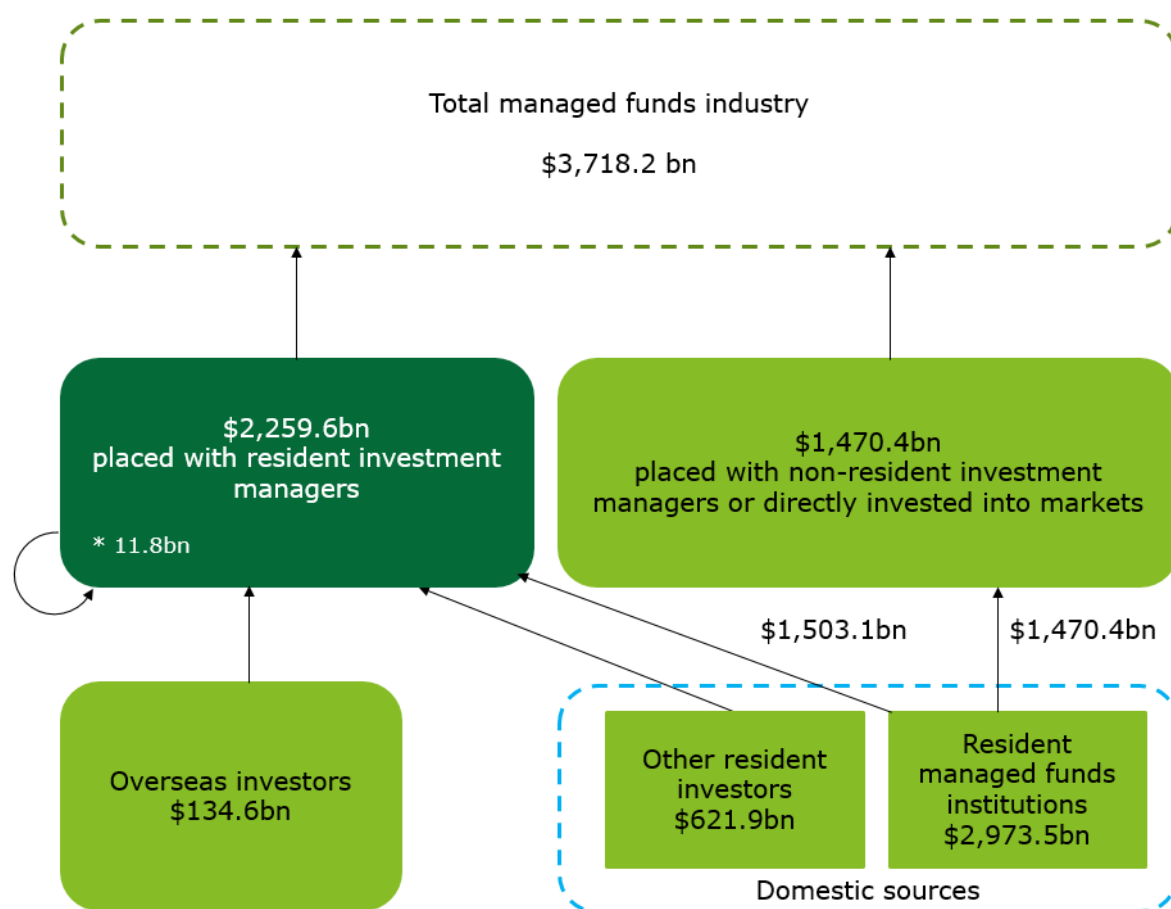 Total managed funds industry
$3,718.2 bn
$2,259.6bn
placed with resident investment
managers
* 11.8bn
$1,470.4bn
placed with non-resident investment
managers or directly invested into markets
$1,503.1bn
$1,470.4bn
Overseas investors
$134.6bn
Other resident
investors
$621.9bn
Resident
managed funds
institutions
$2,973.5bn
Domestic sources